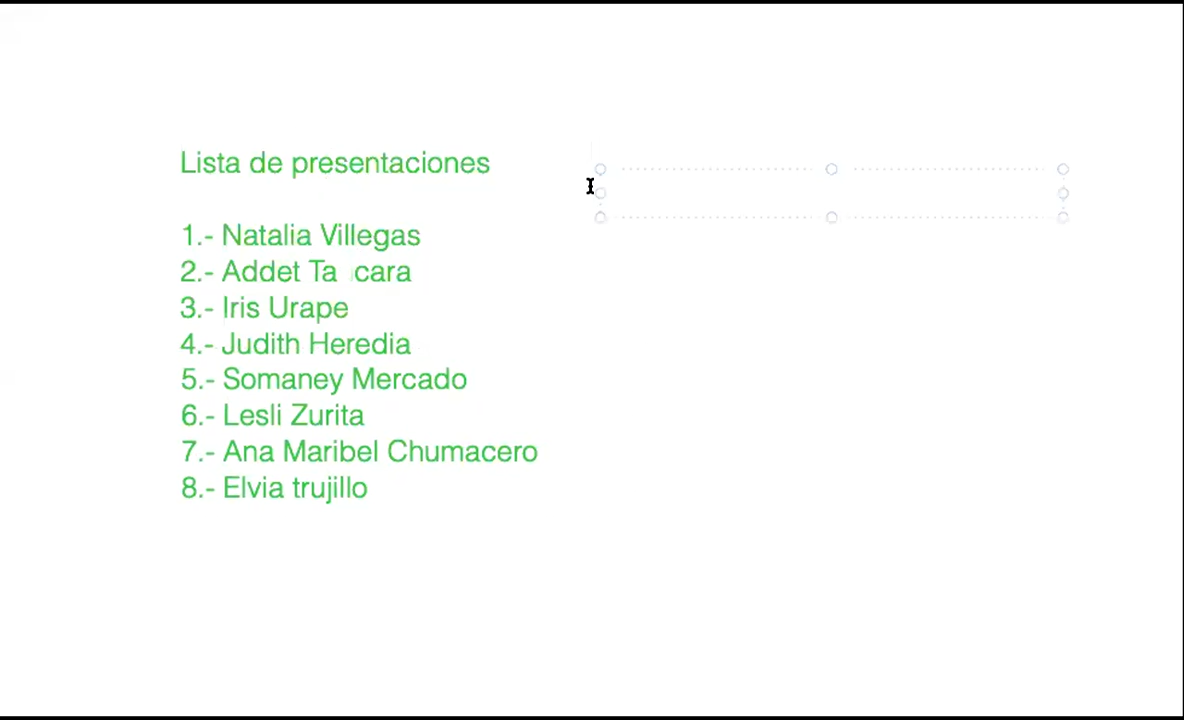 Lista de presentaciones
1.- Natalia Villegas
2.- Addet Ta cara
3.- Iris Urape
4.- Judith Heredia
5.- Somaney Mercado
6.- Lesli Zurita
7.- Ana Maribel Chumacero
8.- Elvia trujillo